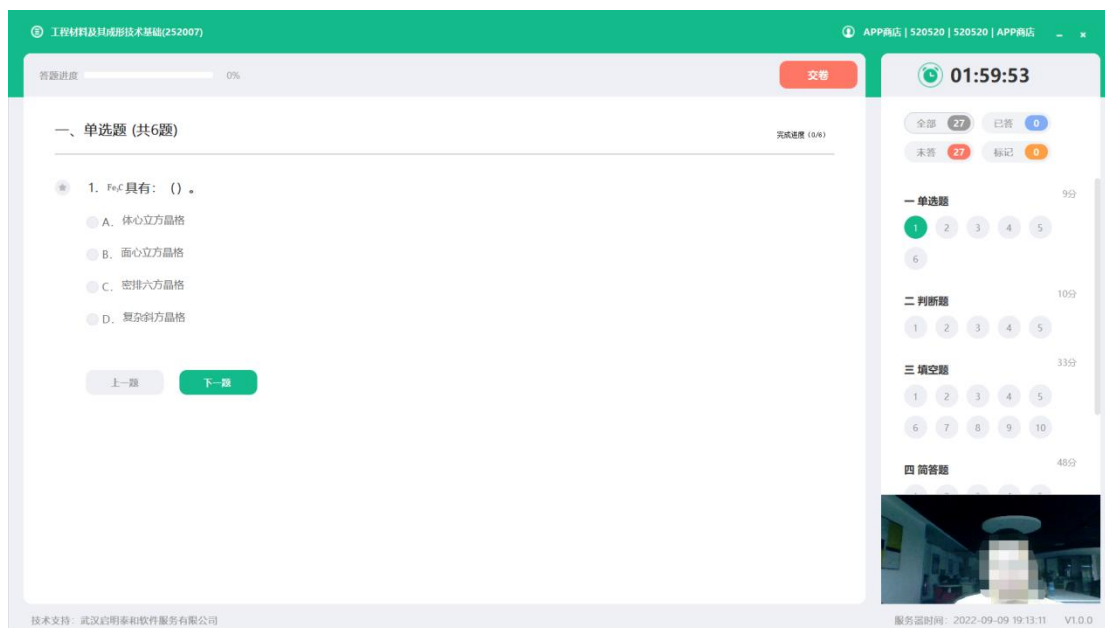 工程材料及其成形技术基础(252007)
APP商店 | 520520 | 520520 | APP商店
答题进度 0%
交卷
01:59:53
一、单选题 (共6题)
完成进度 (0/6)
全部 27 已答 0
未答 27 标记 0
1. Fe₃C 具有: () 。
A. 体心立方晶格
B. 面心立方晶格
C. 密排六方晶格
D. 复杂斜方晶格
上一题 下一题
一 单选题 9分
1 2 3 4 5
6
二 判断题 10分
1 2 3 4 5
三 填空题 33分
1 2 3 4 5
6 7 8 9 10
四 简答题 48分
技术支持: 武汉启明泰和软件服务有限公司
服务器时间: 2022-09-09 19:13:11 V1.0.0